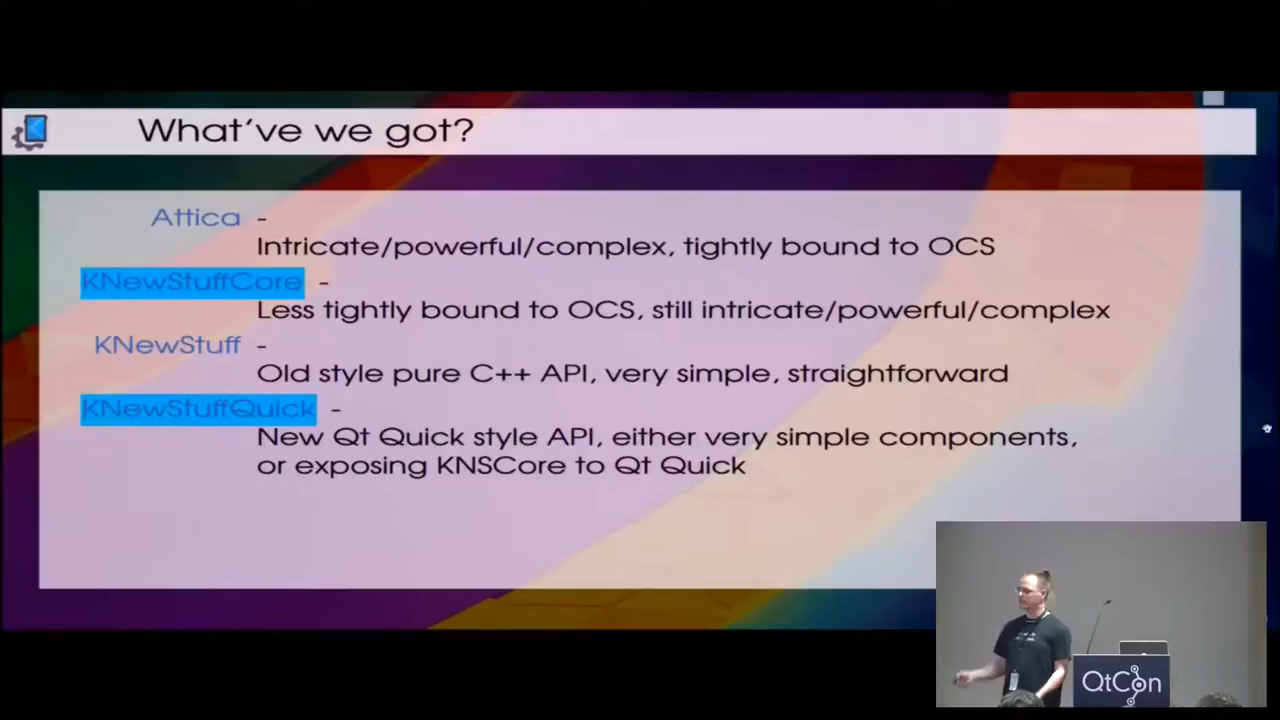 What've we got?
Attica -
Intricate/powerful/complex, tightly bound to OCS
KNewStuffCore -
Less tightly bound to OCS, still intricate/powerful/complex
KNewStuff -
Old style pure C++ API, very simple, straightforward
KNewStuffQuick -
New Qt Quick style API, either very simple components,
or exposing KNSCore to Qt Quick
QtCon